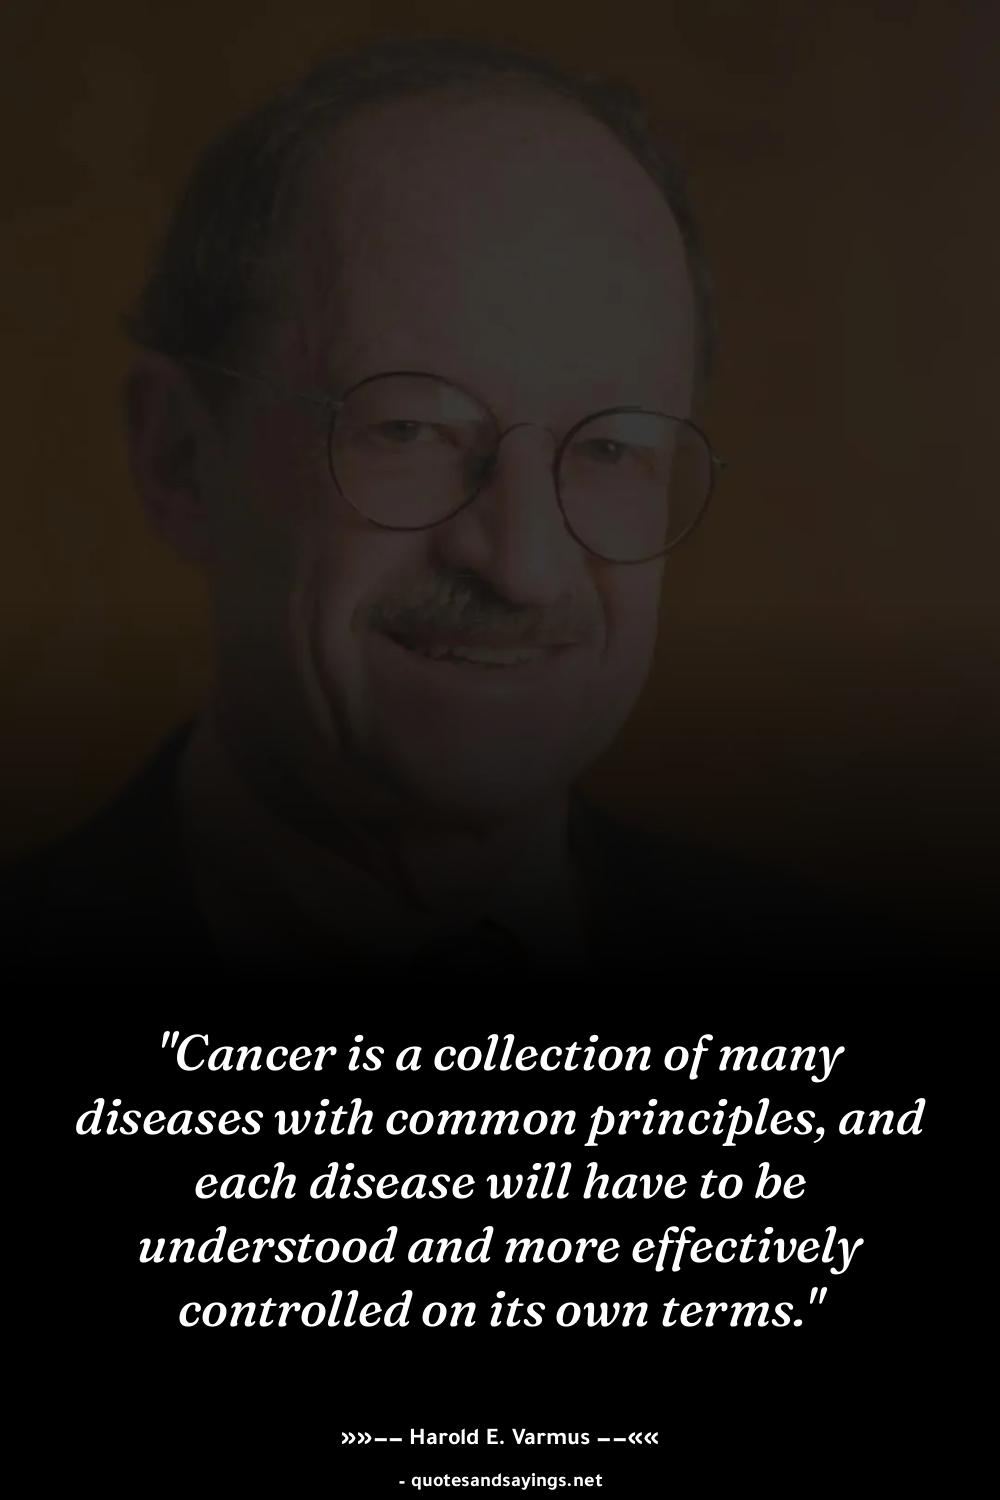 "Cancer is a collection of many
diseases with common principles, and
each disease will have to be
understood and more effectively
controlled on its own terms."
»»−− Harold E. Varmus −−««
- quotesandsayings.net